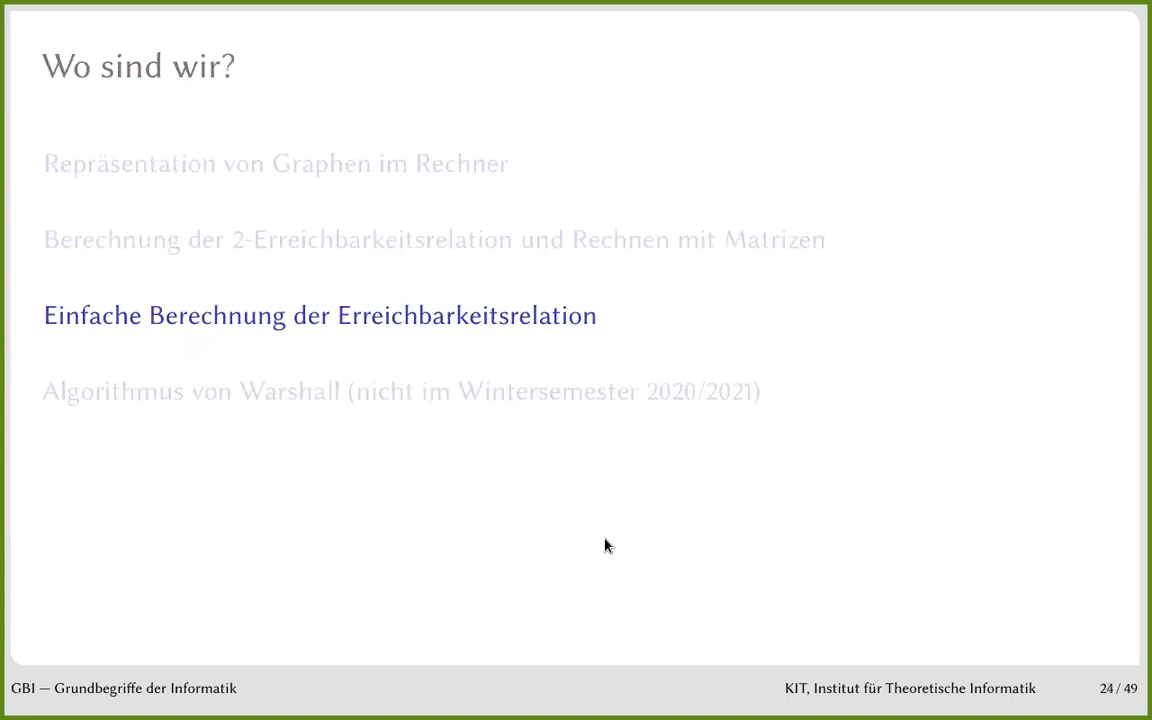 Wo sind wir?
Repräsentation von Graphen im Rechner
Berechnung der 2-Erreichbarkeitsrelation und Rechnen mit Matrizen
Einfache Berechnung der Erreichbarkeitsrelation
Algorithmus von Warshall (nicht im Wintersemester 2020/2021)
GBI — Grundbegriffe der Informatik
KIT, Institut für Theoretische Informatik
24 / 49